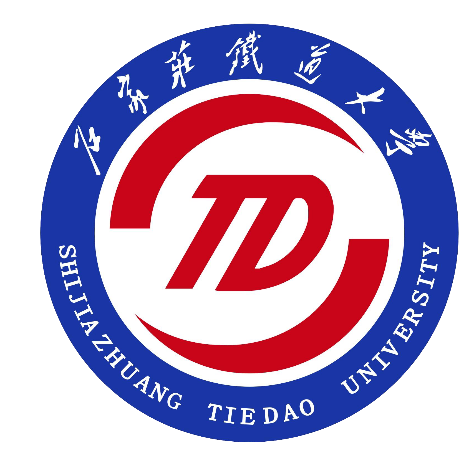 石家莊鐵道大學
TD
SHIJIAZHUANG TIEDAO UNIVERSITY